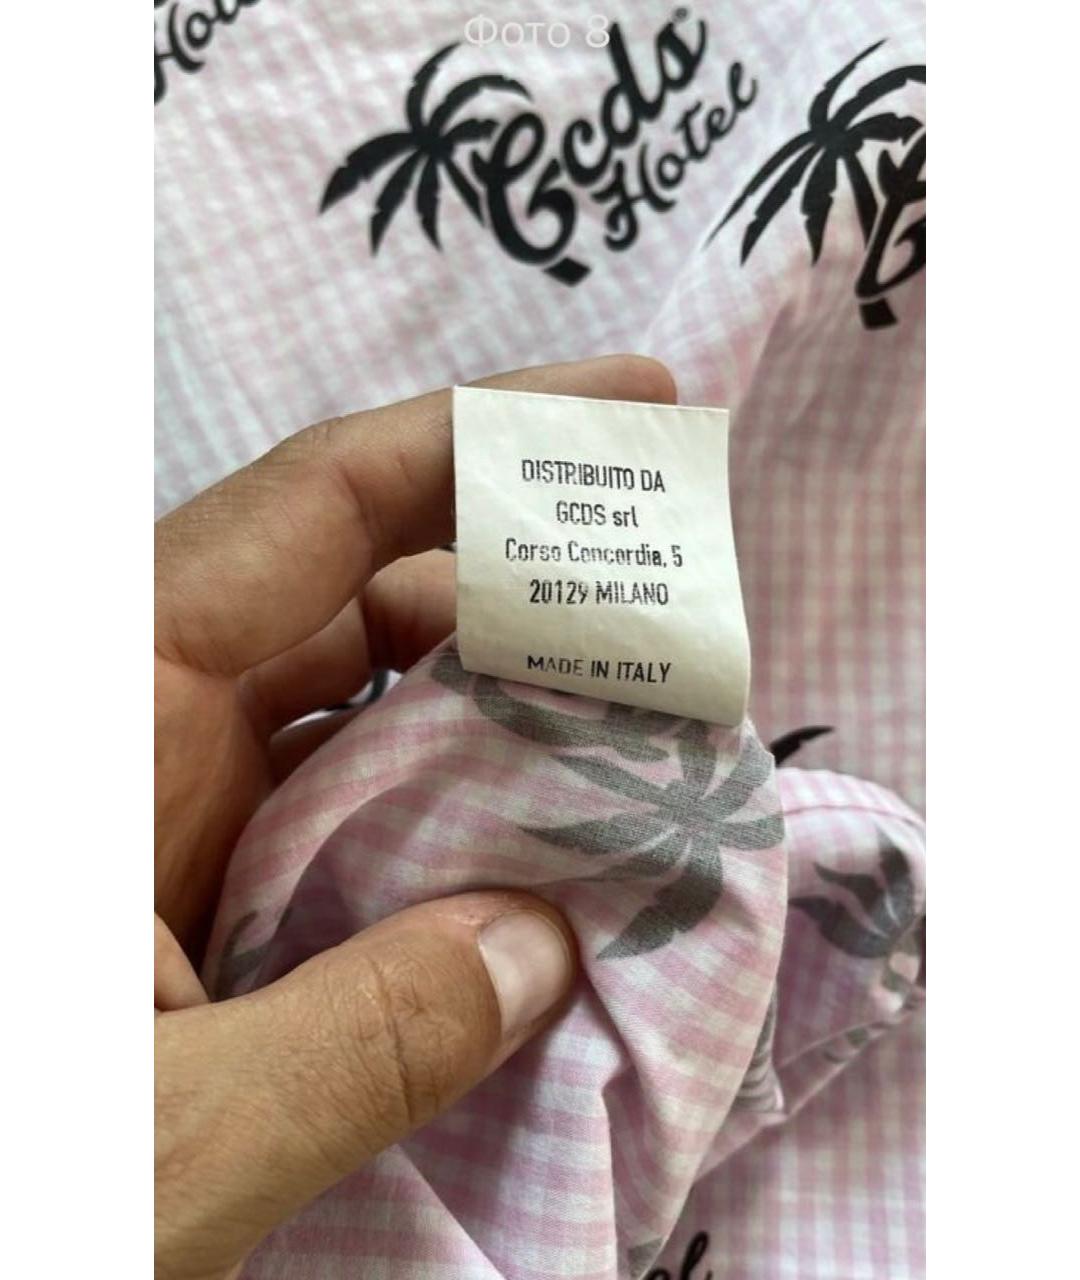 Фото 8
Gcds
Hotel
DISTRIBUITO DA
GCDS srl
Corso Concordia, 5
20129 MILANO
MADE IN ITALY